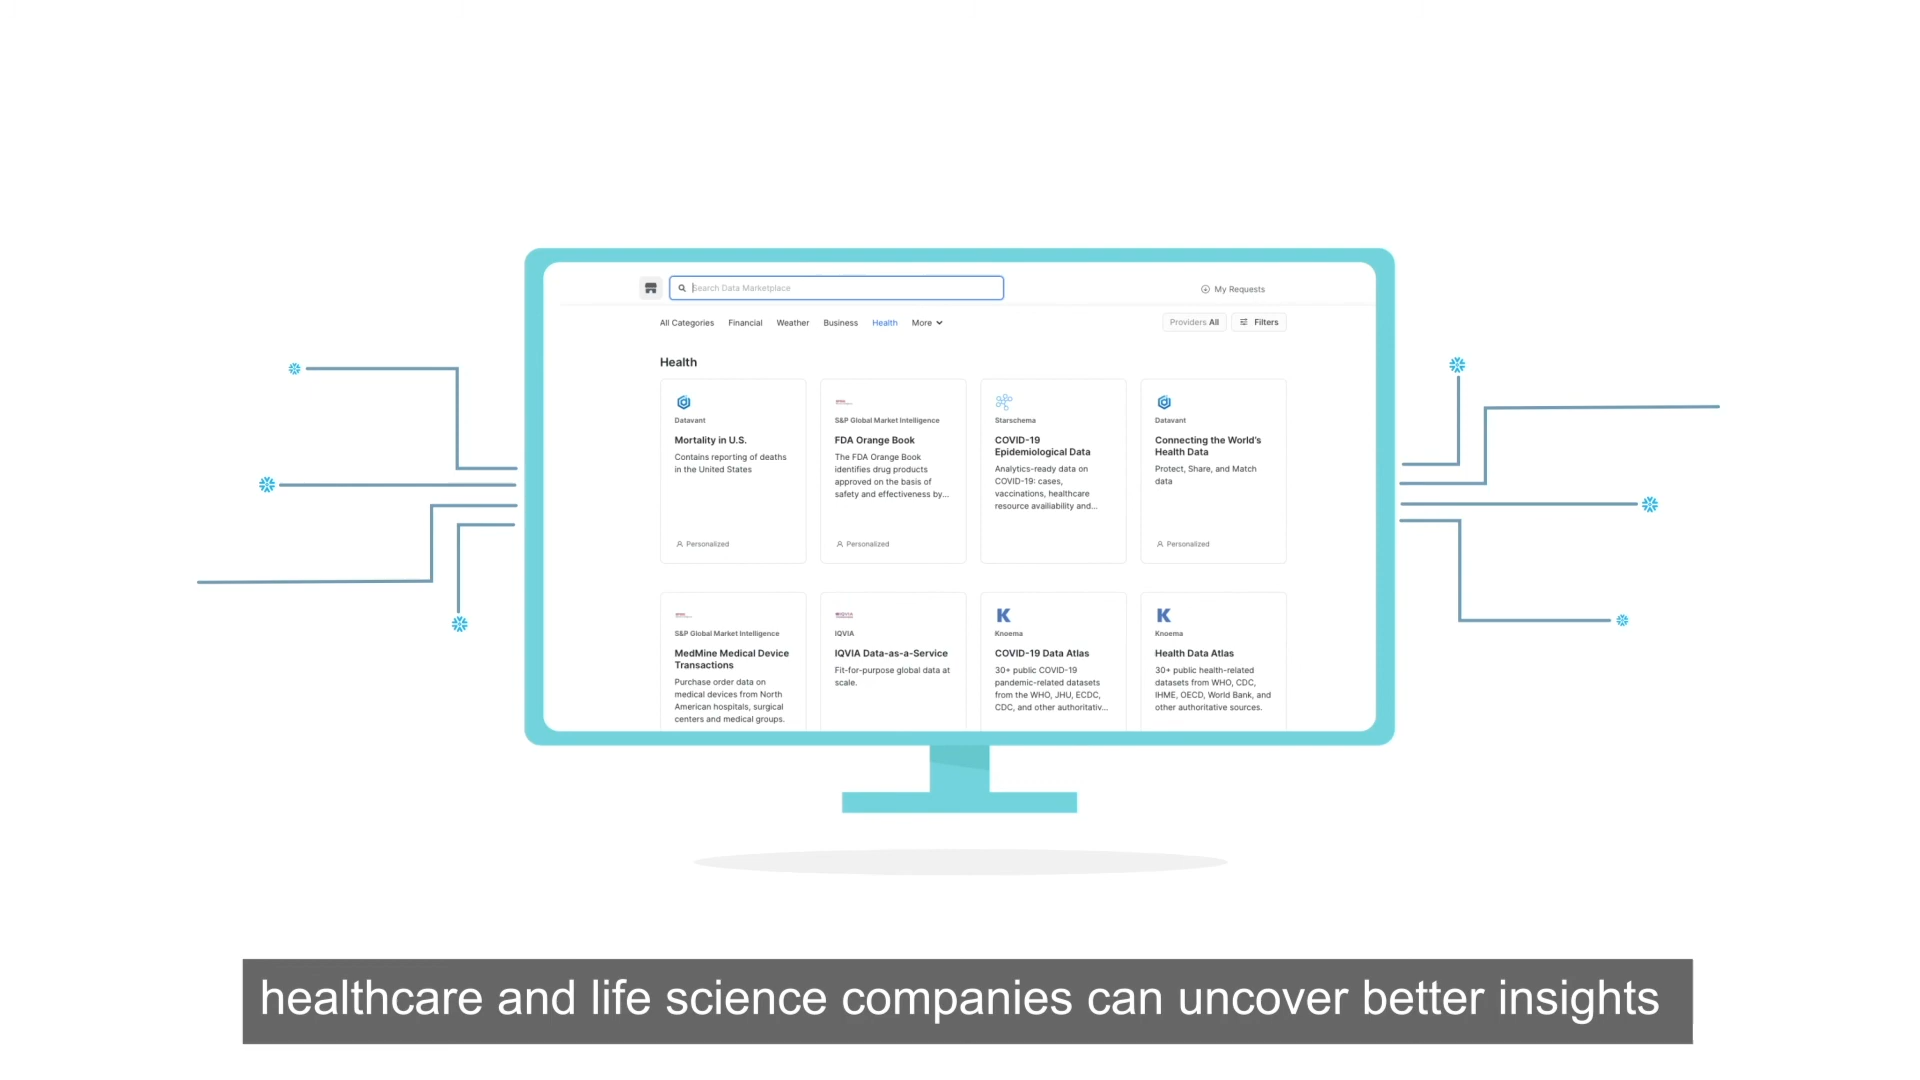 Search Data Marketplace
My Requests
All Categories Financial Weather Business Health More
Providers All Filters
Health
Datavant
Mortality in U.S.
Contains reporting of deaths
in the United States
Personalized
S&P Global Market Intelligence
FDA Orange Book
The FDA Orange Book
identifies drug products
approved on the basis of
safety and effectiveness by...
Personalized
Starschema
COVID-19
Epidemiological Data
Analytics-ready data on
COVID-19: cases,
vaccinations, healthcare
resource availiability and...
Datavant
Connecting the World's
Health Data
Protect, Share, and Match
data
Personalized
S&P Global Market Intelligence
MedMine Medical Device
Transactions
Purchase order data on
medical devices from North
American hospitals, surgical
centers and medical groups.
IQVIA
IQVIA
IQVIA Data-as-a-Service
Fit-for-purpose global data at
scale.
K
Knoema
COVID-19 Data Atlas
30+ public COVID-19
pandemic-related datasets
from the WHO, JHU, ECDC,
CDC, and other authoritativ...
K
Knoema
Health Data Atlas
30+ public health-related
datasets from WHO, CDC,
IHME, OECD, World Bank, and
other authoritative sources.
healthcare and life science companies can uncover better insights